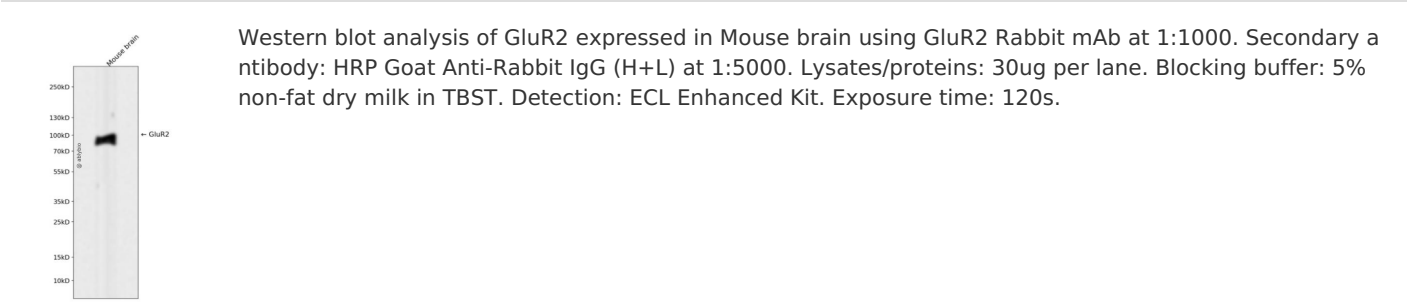 Mouse brain
Western blot analysis of GluR2 expressed in Mouse brain using GluR2 Rabbit mAb at 1:1000. Secondary a
ntibody: HRP Goat Anti-Rabbit IgG (H+L) at 1:5000. Lysates/proteins: 30ug per lane. Blocking buffer: 5%
non-fat dry milk in TBST. Detection: ECL Enhanced Kit. Exposure time: 120s.
250kD
130kD
100kD
← GluR2
70kD
@ ablybio
55kD
35kD
25kD
15kD
10kD